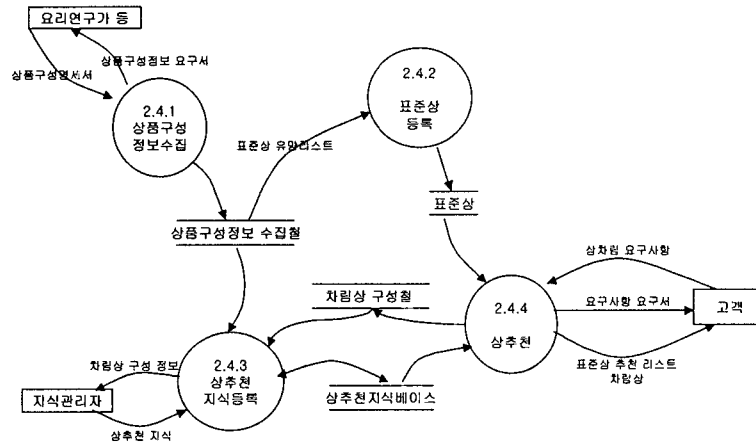 요리연구가 등
상품구성정보 요구서
상품구성명세서
2.4.1
상품구성
정보수집
2.4.2
표준상
등록
표준상 유망리스트
표준상
상품구성정보 수집철
상차림 요구사항
차림상 구성철
2.4.4
상추천
요구사항 요구서
고객
2.4.3
상추천
지식등록
차림상 구성 정보
표준상 추천 리스트
차림상
지식관리자
상추천지식베이스
상추천 지식